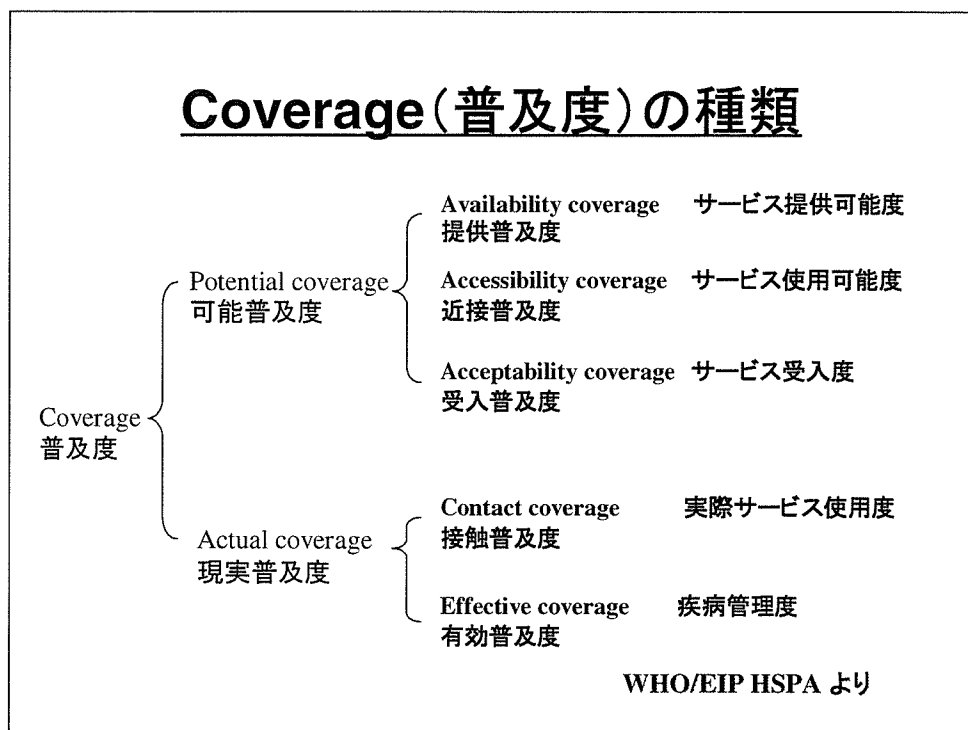 Coverage（普及度）の種類
Availability coverage サービス提供可能度
提供普及度
Potential coverage
可能普及度
Accessibility coverage サービス使用可能度
近接普及度
Acceptability coverage サービス受入度
受入普及度
Coverage
普及度
Contact coverage 実際サービス使用度
接触普及度
Actual coverage
現実普及度
Effective coverage 疾病管理度
有効普及度
WHO/EIP HSPA より